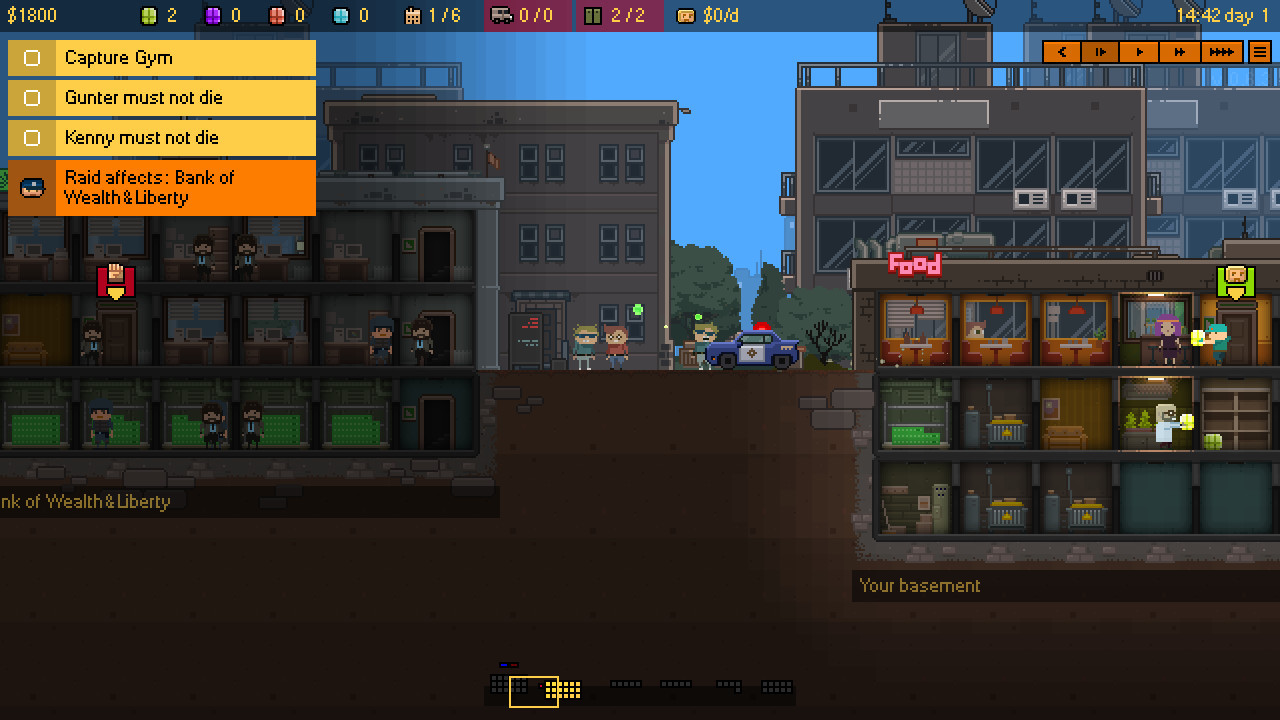 $1800 2 0 0 0 1/6 0/0 2/2 $0/d 14:42 day 1
Capture Gym
Gunter must not die
Kenny must not die
Raid affects: Bank of
Wealth&Liberty
Food
nk of Wealth&Liberty
Your basement